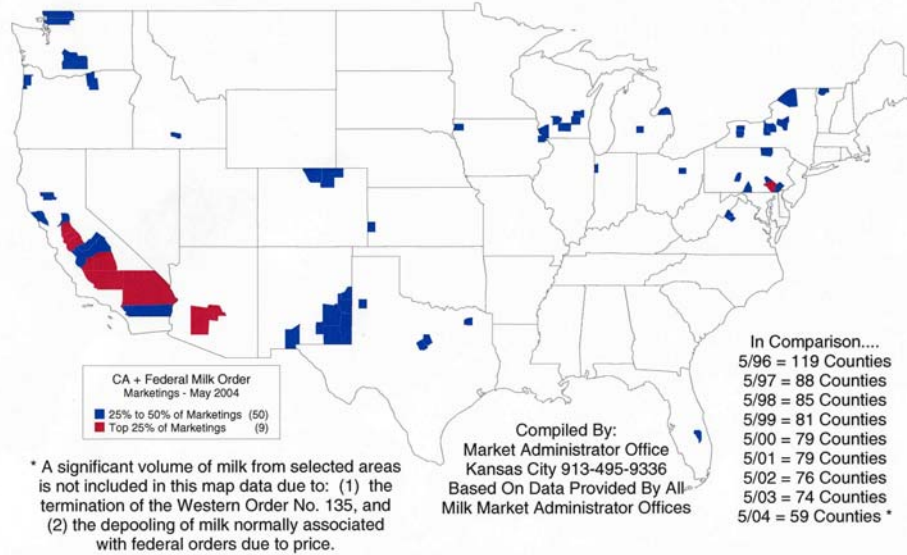 CA + Federal Milk Order
Marketings - May 2004
25% to 50% of Marketings (50)
Top 25% of Marketings (9)
* A significant volume of milk from selected areas
is not included in this map data due to: (1) the
termination of the Western Order No. 135, and
(2) the depooling of milk normally associated
with federal orders due to price.
Compiled By:
Market Administrator Office
Kansas City 913-495-9336
Based On Data Provided By All
Milk Market Administrator Offices
In Comparison....
5/96 = 119 Counties
5/97 = 88 Counties
5/98 = 85 Counties
5/99 = 81 Counties
5/00 = 79 Counties
5/01 = 79 Counties
5/02 = 76 Counties
5/03 = 74 Counties
5/04 = 59 Counties *